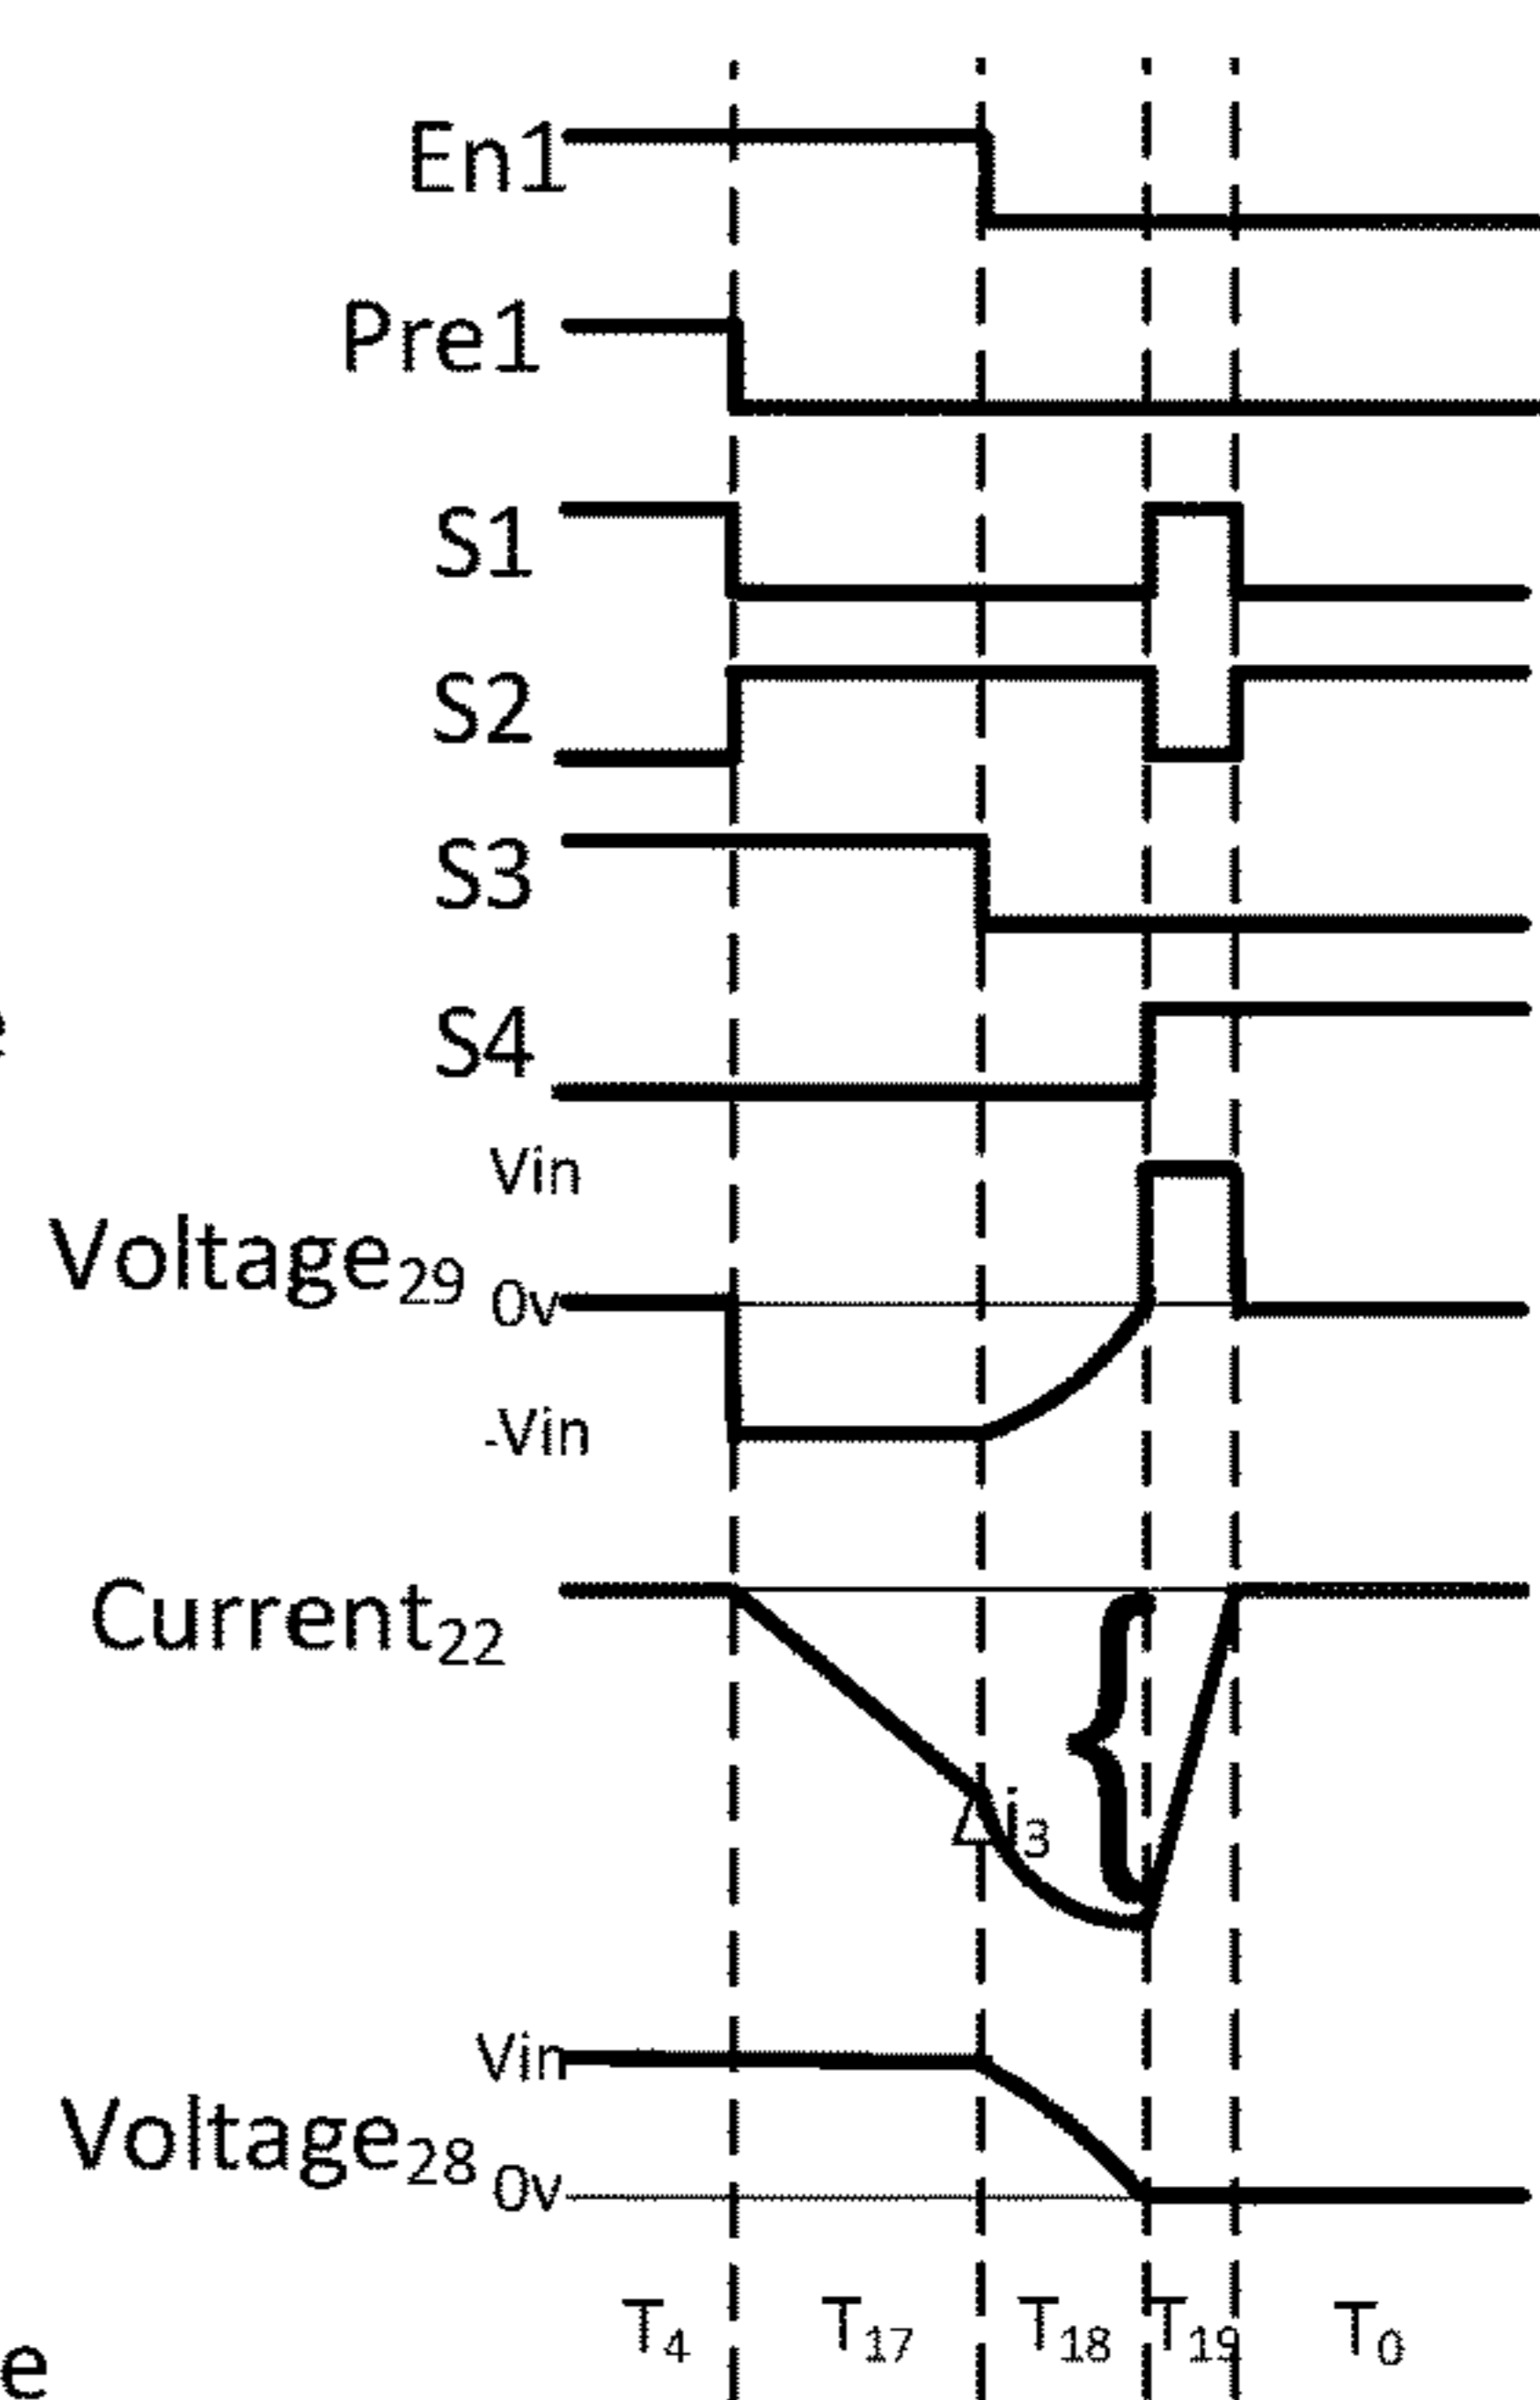 En1
Pre1
S1
S2
S3
S4
Vin
Voltage29 0v
-Vin
Current22
Δi3
Vin
Voltage28 0v
T4 T17 T18 T19 T0
e